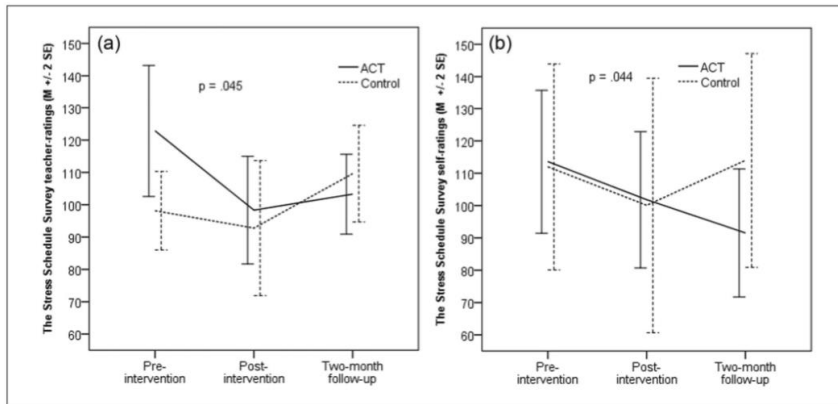 (a)
The Stress Schedule Survey teacher-ratings (M +/- 2 SE)
150
140
130
120
110
100
90
80
70
60
p = .045
ACT
Control
Pre-
intervention
Post-
intervention
Two-month
follow-up
(b)
The Stress Schedule Survey self-ratings (M +/- 2 SE)
150
140
130
120
110
100
90
80
70
60
p = .044
ACT
Control
Pre-
intervention
Post-
intervention
Two-month
follow-up